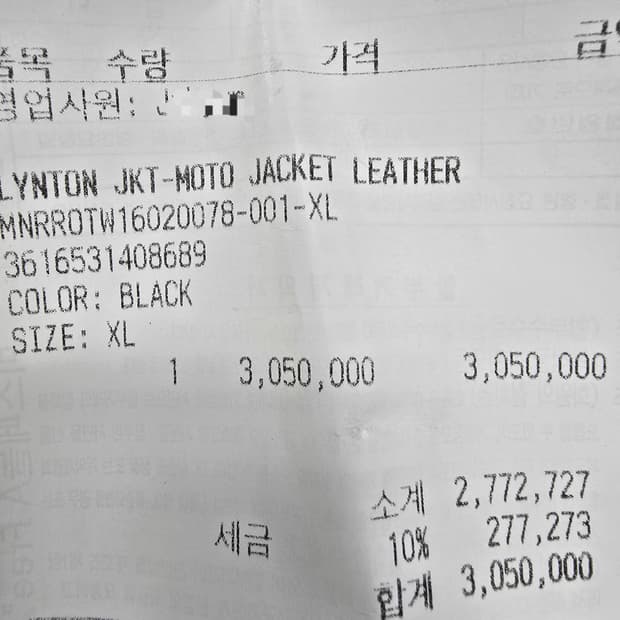 품목 수량 가격 금액
영업사원:
LYNTON JKT-MOTO JACKET LEATHER
MNRROTW16020078-001-XL
3616531408689
COLOR: BLACK
SIZE: XL
1 3,050,000 3,050,000
소계 2,772,727
세금 10% 277,273
합계 3,050,000